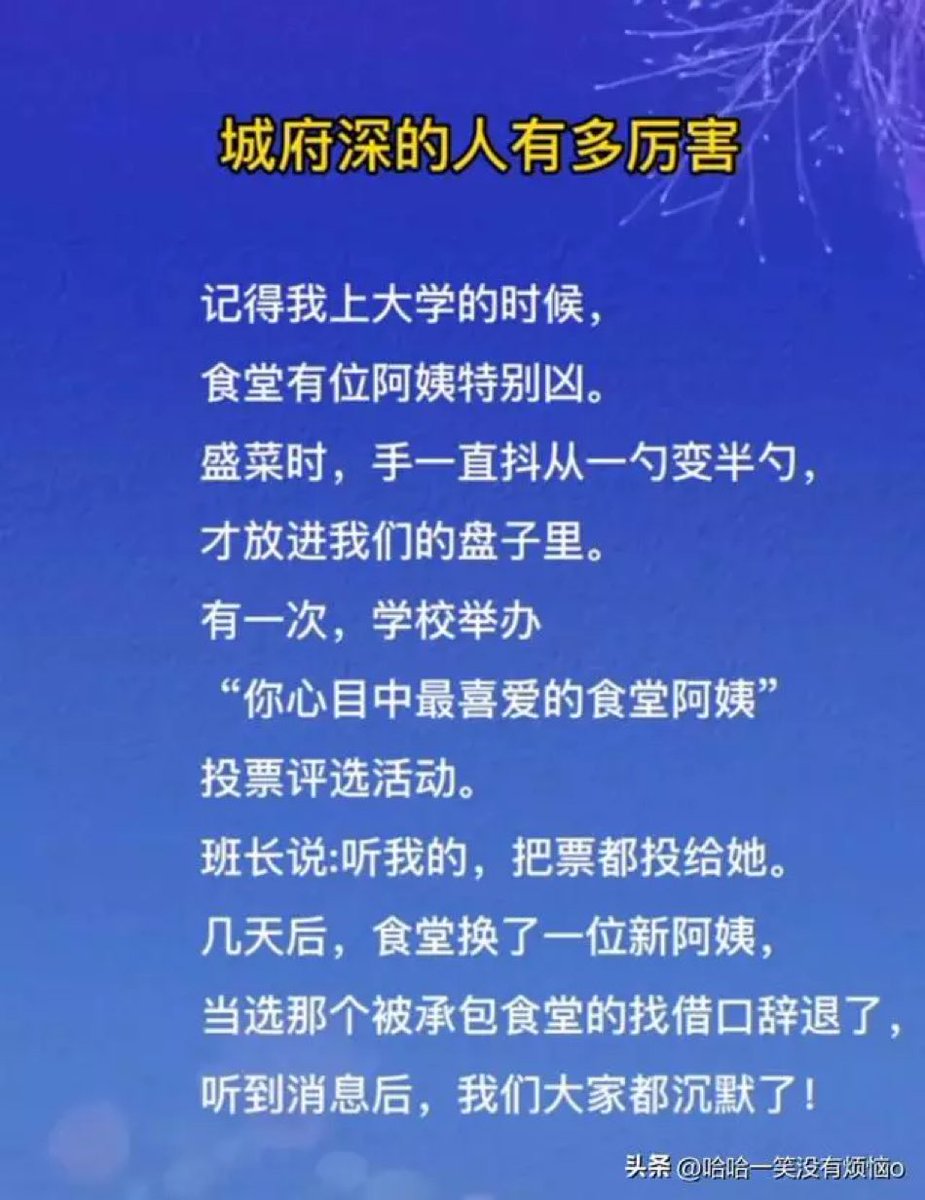 城府深的人有多厉害
记得我上大学的时候，
食堂有位阿姨特别凶。
盛菜时，手一直抖从一勺变半勺，
才放进我们的盘子里。
有一次，学校举办
“你心目中最喜爱的食堂阿姨”
投票评选活动。
班长说:听我的，把票都投给她。
几天后，食堂换了一位新阿姨，
当选那个被承包食堂的找借口辞退了，
听到消息后，我们大家都沉默了！
头条 @哈哈一笑没有烦恼o